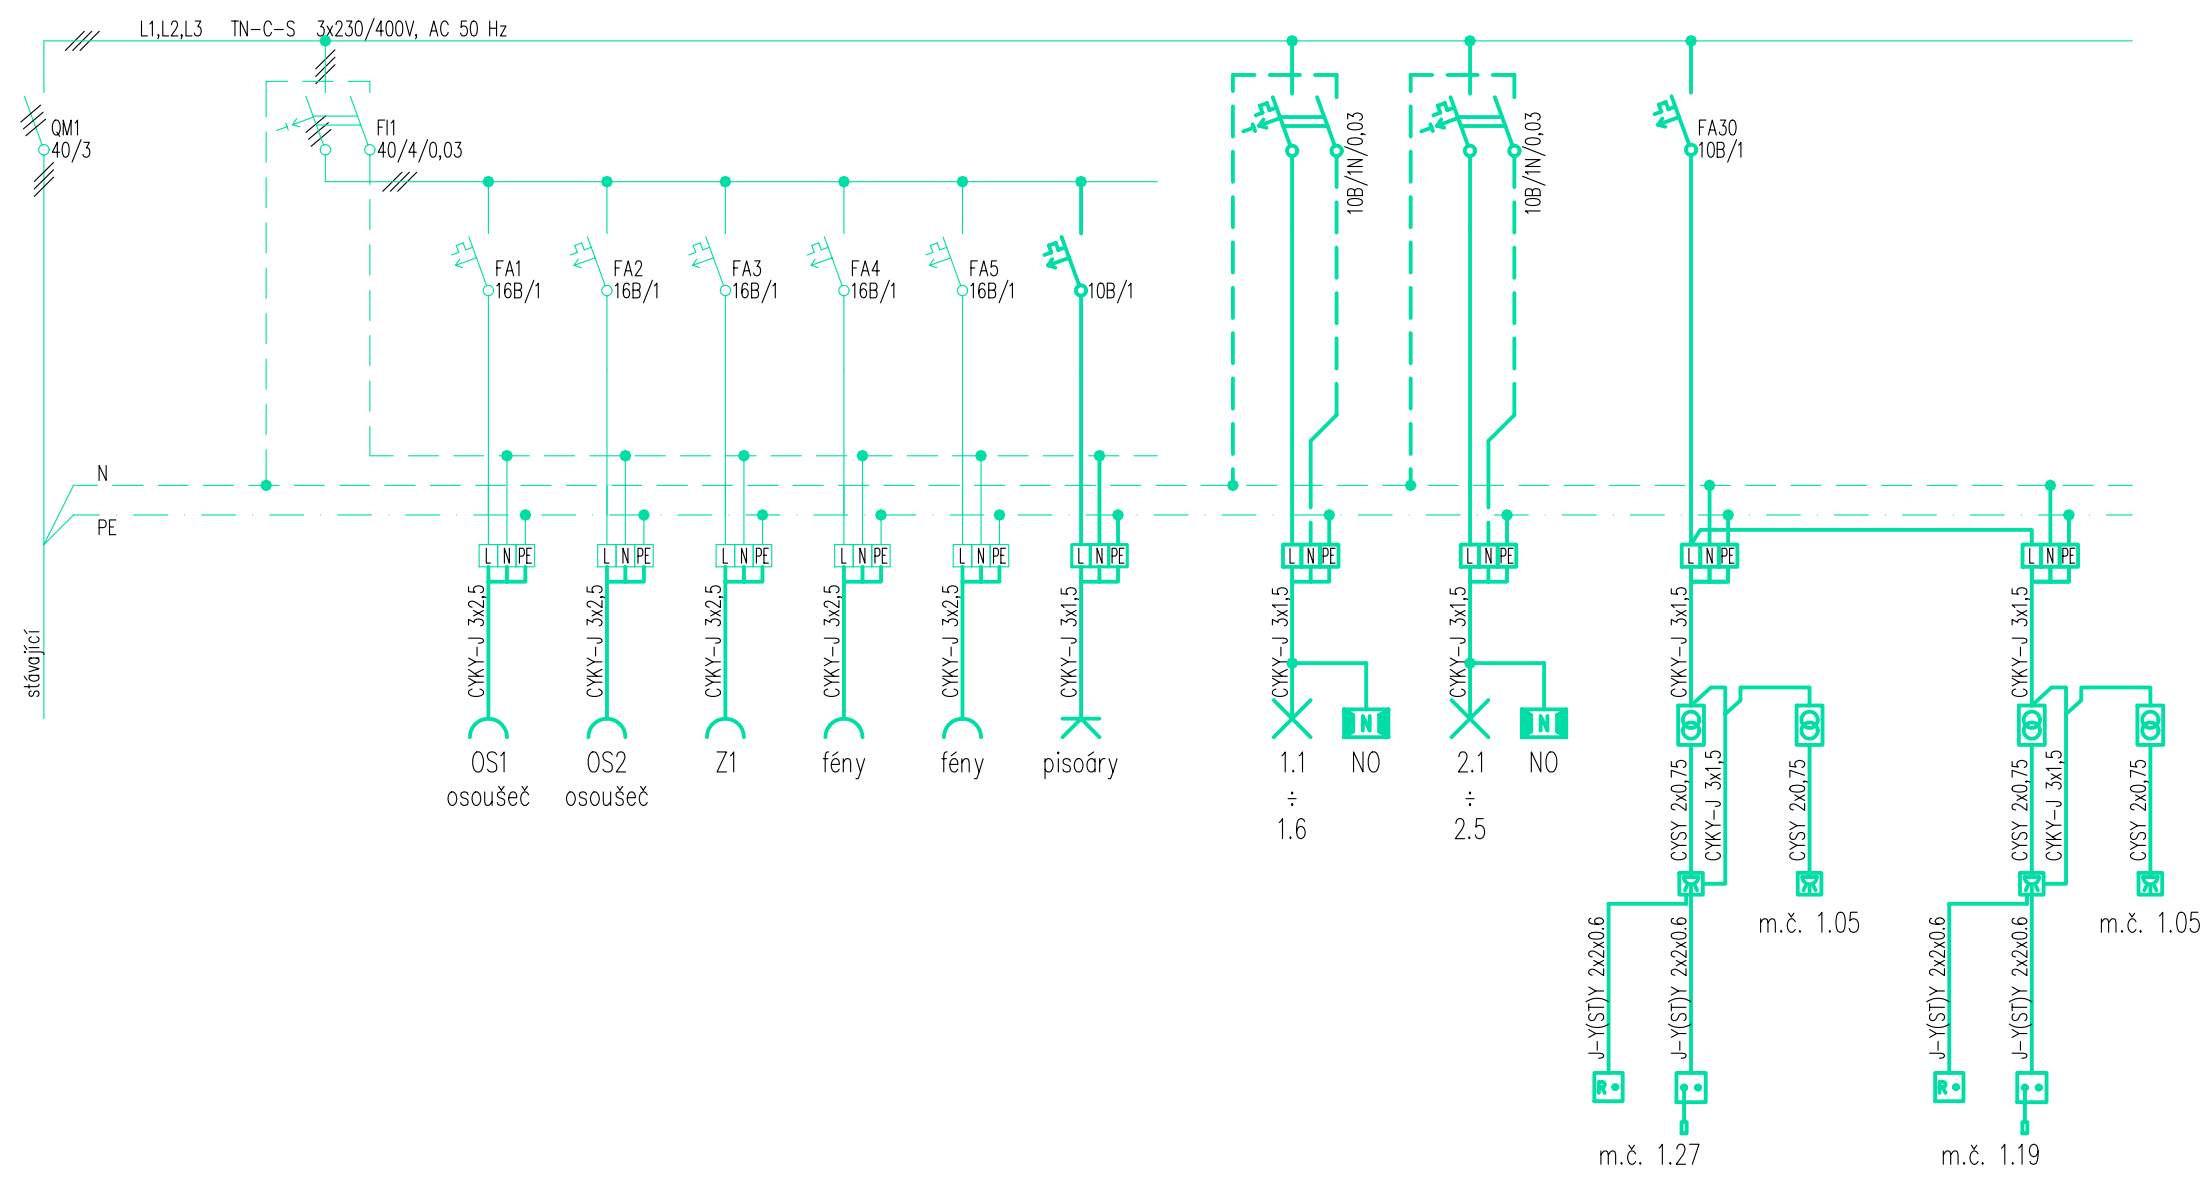 L1,L2,L3 TN-C-S 3x230/400V, AC 50 Hz
QM1
40/3
FI1
40/4/0,03
10B/1N/0,03
10B/1N/0,03
FA30
10B/1
FA1
16B/1
FA2
16B/1
FA3
16B/1
FA4
16B/1
FA5
16B/1
10B/1
N
PE
L N PE
L N PE
L N PE
L N PE
L N PE
L N PE
L N PE
L N PE
L N PE
L N PE
stávající
CYKY-J 3x2,5
CYKY-J 3x2,5
CYKY-J 3x2,5
CYKY-J 3x2,5
CYKY-J 3x2,5
CYKY-J 3x1,5
CYKY-J 3x1,5
CYKY-J 3x1,5
CYKY-J 3x1,5
CYKY-J 3x1,5
N
N
OS1
osoušeč
OS2
osoušeč
Z1
fény
fény
pisoáry
1.1
÷
1.6
NO
2.1
÷
2.5
NO
CYSY 2x0,75
CYKY-J 3x1,5
CYSY 2x0,75
CYSY 2x0,75
CYKY-J 3x1,5
CYSY 2x0,75
m.č. 1.05
m.č. 1.05
J-Y(ST)Y 2x2x0.6
J-Y(ST)Y 2x2x0.6
J-Y(ST)Y 2x2x0.6
J-Y(ST)Y 2x2x0.6
R
R
m.č. 1.27
m.č. 1.19